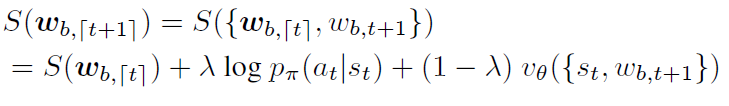 S(w_{b,⌈t+1⌉}) = S({w_{b,⌈t⌉}, w_{b,t+1}})
= S(w_{b,⌈t⌉}) + λ log p_π(a_t|s_t) + (1 − λ) v_θ({s_t, w_{b,t+1}})